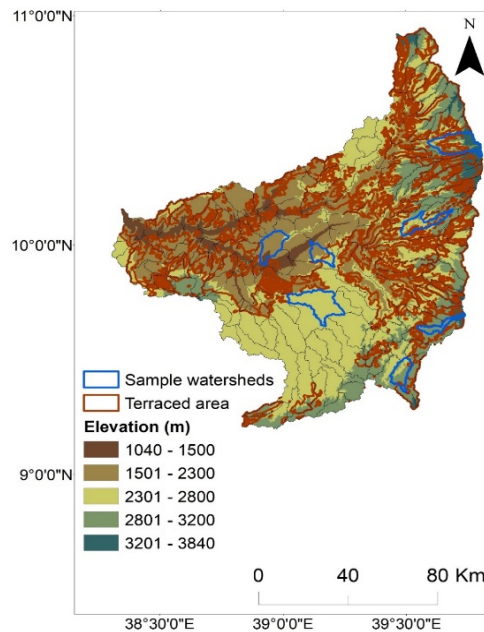 11°0'0"N
N
10°0'0"N
Sample watersheds
Terraced area
Elevation (m)
1040 - 1500
1501 - 2300
9°0'0"N
2301 - 2800
2801 - 3200
3201 - 3840
0 40 80 Km
38°30'0"E 39°0'0"E 39°30'0"E